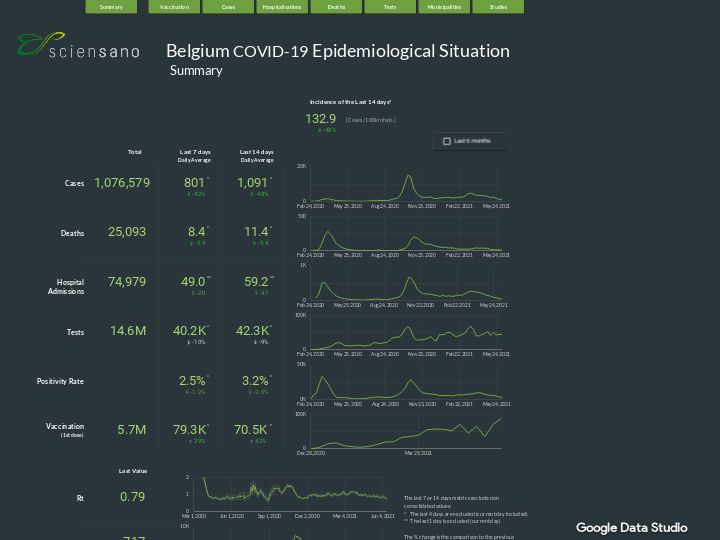 Summary
Vaccination
Cases
Hospitalisations
Deaths
Tests
Municipalities
Studies
sciensano
Belgium COVID-19 Epidemiological Situation
Summary
Incidence of the Last 14 days*
132.9
[Cases/100k inhab.]
-48%
Last 6 months
Total
Last 7 days
Daily Average
Last 14 days
Daily Average
Cases 1,076,579 801* 1,091*
-42% -48%
20K
0
Feb 24, 2020 May 25, 2020 Aug 24, 2020 Nov 23, 2020 Feb 22, 2021 May 24, 2021
Deaths 25,093 8.4* 11.4*
-5.9 -5.4
500
0
Feb 24, 2020 May 25, 2020 Aug 24, 2020 Nov 23, 2020 Feb 22, 2021 May 24, 2021
Hospital
Admissions
74,979 49.0** 59.2**
-20 -41
1K
0
Feb 24, 2020 May 25, 2020 Aug 24, 2020 Nov 23, 2020 Feb 22, 2021 May 24, 2021
Tests 14.6M 40.2K* 42.3K*
-10% -9%
100K
0
Feb 24, 2020 May 25, 2020 Aug 24, 2020 Nov 23, 2020 Feb 22, 2021 May 24, 2021
Positivity Rate 2.5%* 3.2%*
-1.2% -2.0%
50%
0%
Feb 24, 2020 May 25, 2020 Aug 24, 2020 Nov 23, 2020 Feb 22, 2021 May 24, 2021
Vaccination
(1st dose)
5.7M 79.3K* 70.5K*
29% 43%
100K
0
Dec 28, 2020 Mar 29, 2021
Last Value
Rt 0.79
2
1
0
Mar 1, 2020 Jun 1, 2020 Sep 1, 2020 Dec 2, 2020 Mar 4, 2021 Jun 4, 2021
The last 7 or 14 days metrics exclude non
consolidated values:
* The last 4 days are excluded (current day included)
** The last 1 day is excluded (current day)
10K
717
The % change is the comparison to the previous
Google Data Studio